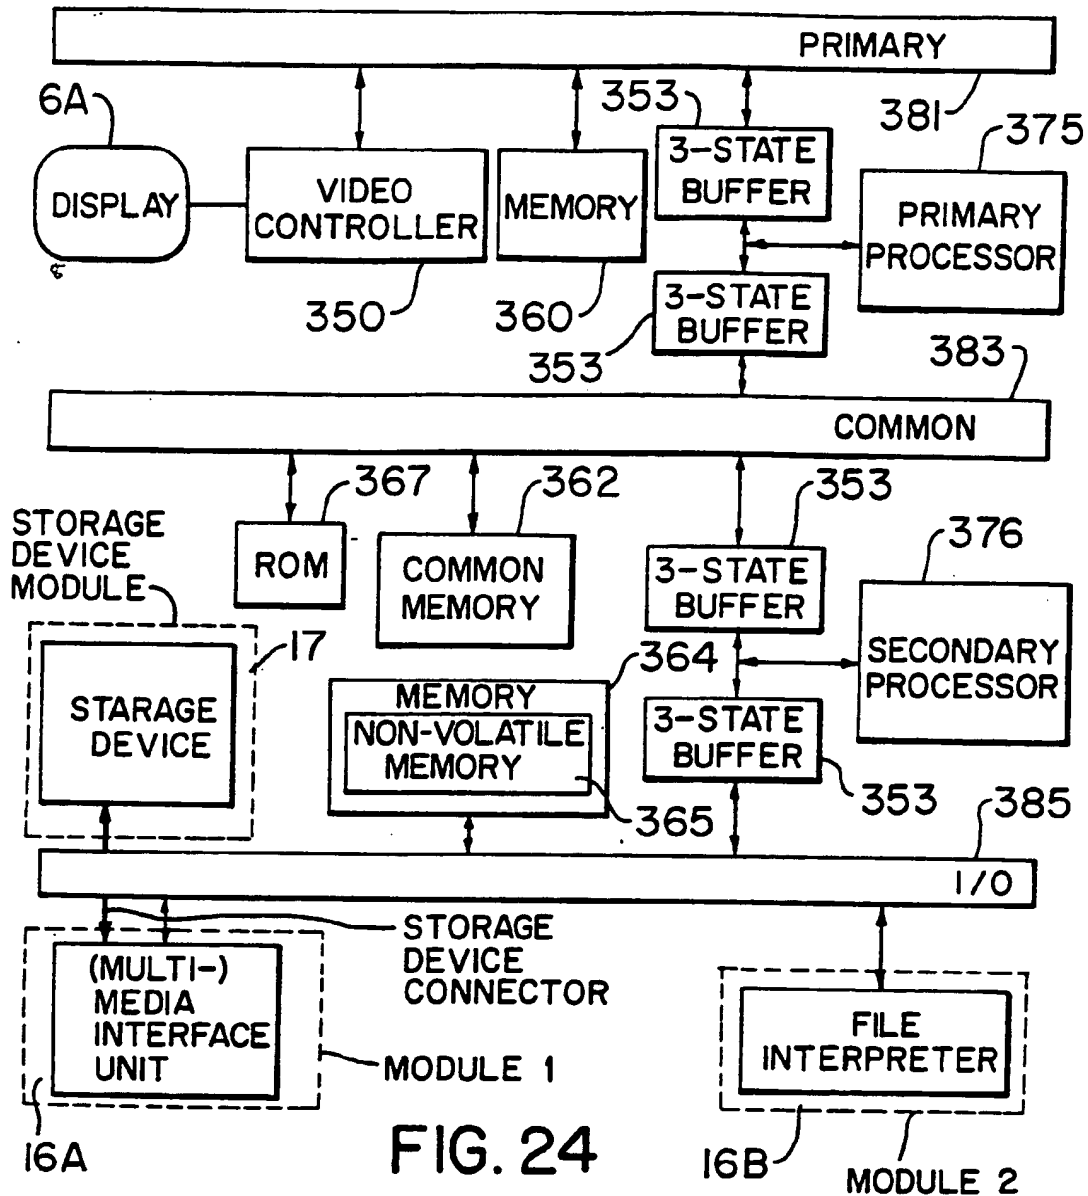 PRIMARY
381
6A
353
375
DISPLAY
VIDEO
CONTROLLER
MEMORY
3-STATE
BUFFER
PRIMARY
PROCESSOR
350
360
3-STATE
BUFFER
353
383
COMMON
367
362
353
376
STORAGE
DEVICE
MODULE
ROM
COMMON
MEMORY
3-STATE
BUFFER
SECONDARY
PROCESSOR
17
364
STARAGE
DEVICE
MEMORY
NON-VOLATILE
MEMORY
365
3-STATE
BUFFER
353
385
I/O
STORAGE
DEVICE
CONNECTOR
(MULTI-)
MEDIA
INTERFACE
UNIT
MODULE 1
16A
FILE
INTERPRETER
16B
MODULE 2
FIG. 24